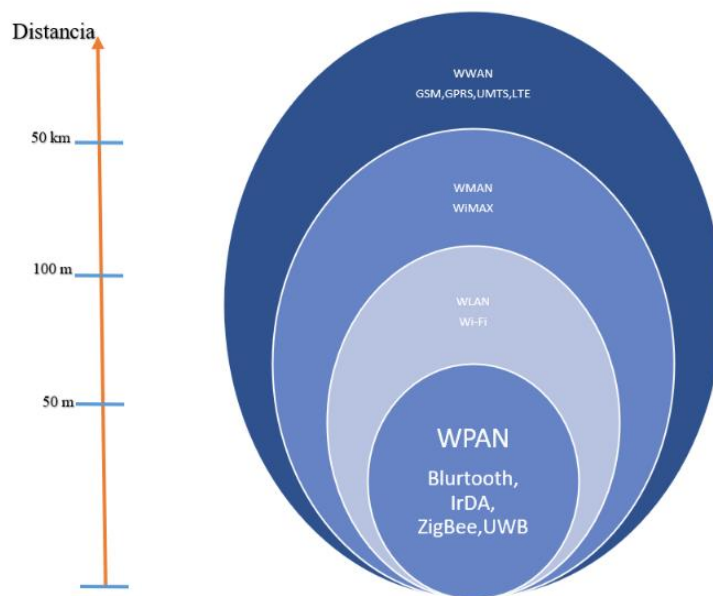 Distancia
50 km
100 m
50 m
WWAN
GSM,GPRS,UMTS,LTE
WMAN
WiMAX
WLAN
Wi-Fi
WPAN
Blurtooth,
IrDA,
ZigBee,UWB